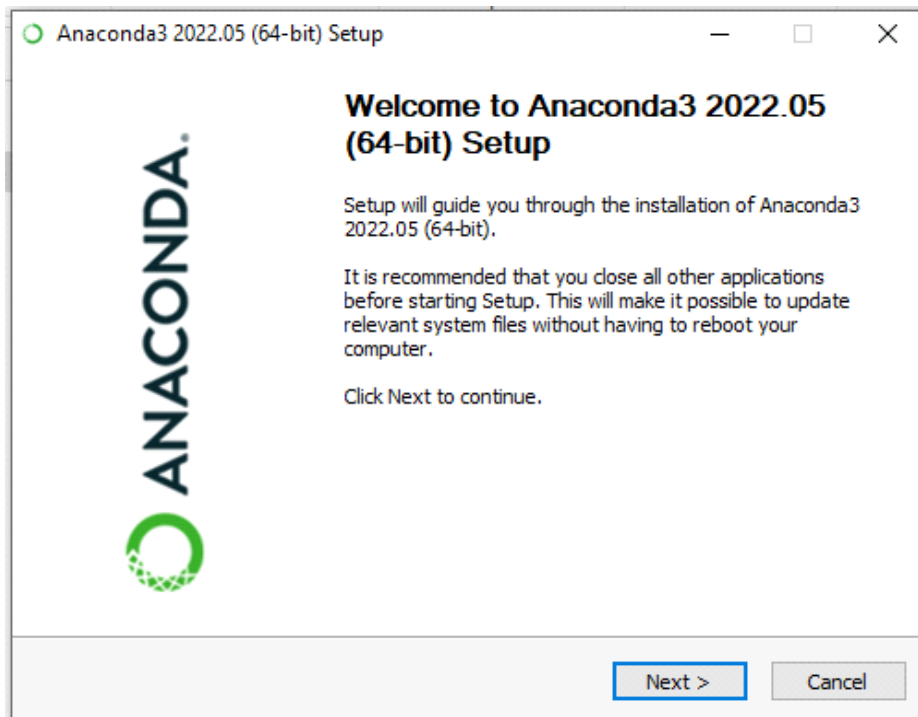 Anaconda3 2022.05 (64-bit) Setup
Welcome to Anaconda3 2022.05
(64-bit) Setup
Setup will guide you through the installation of Anaconda3
2022.05 (64-bit).
It is recommended that you close all other applications
before starting Setup. This will make it possible to update
relevant system files without having to reboot your
computer.
Click Next to continue.
ANACONDA.
Next >
Cancel